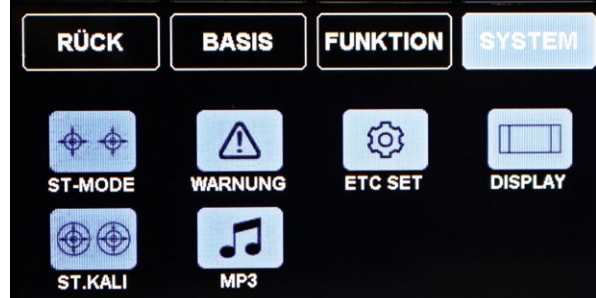 RÜCK BASIS FUNKTION SYSTEM
ST-MODE WARNUNG ETC SET DISPLAY
ST.KALI MP3